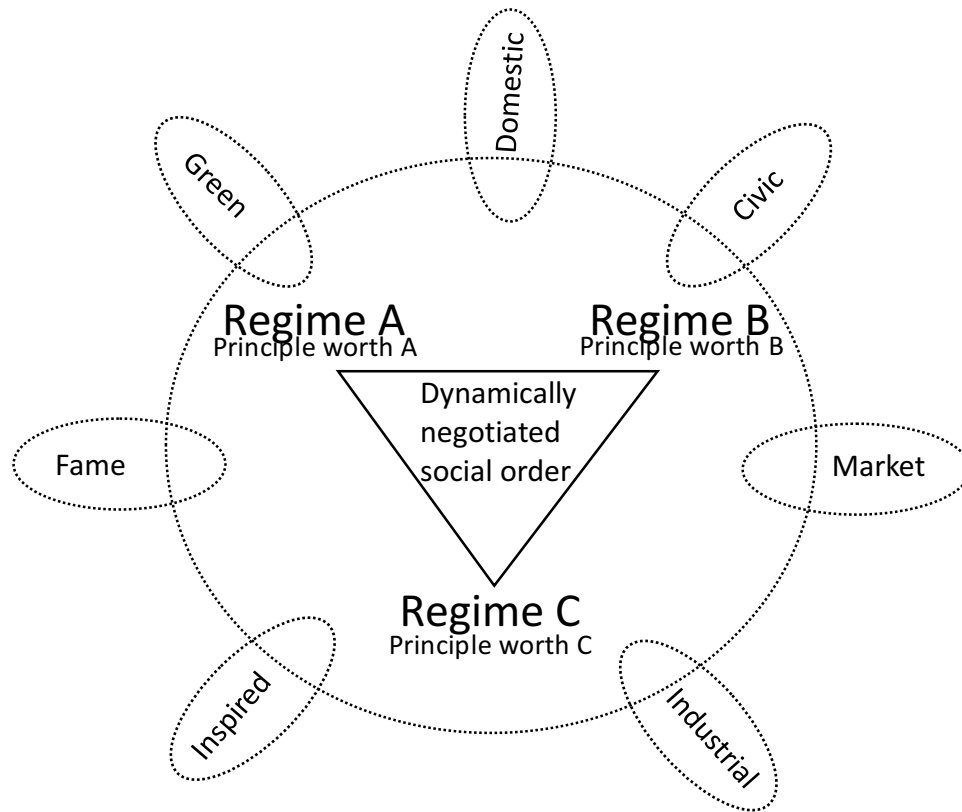 Domestic
Green
Civic
Regime A
Principle worth A
Regime B
Principle worth B
Dynamically
negotiated
social order
Fame
Market
Regime C
Principle worth C
Inspired
Industrial